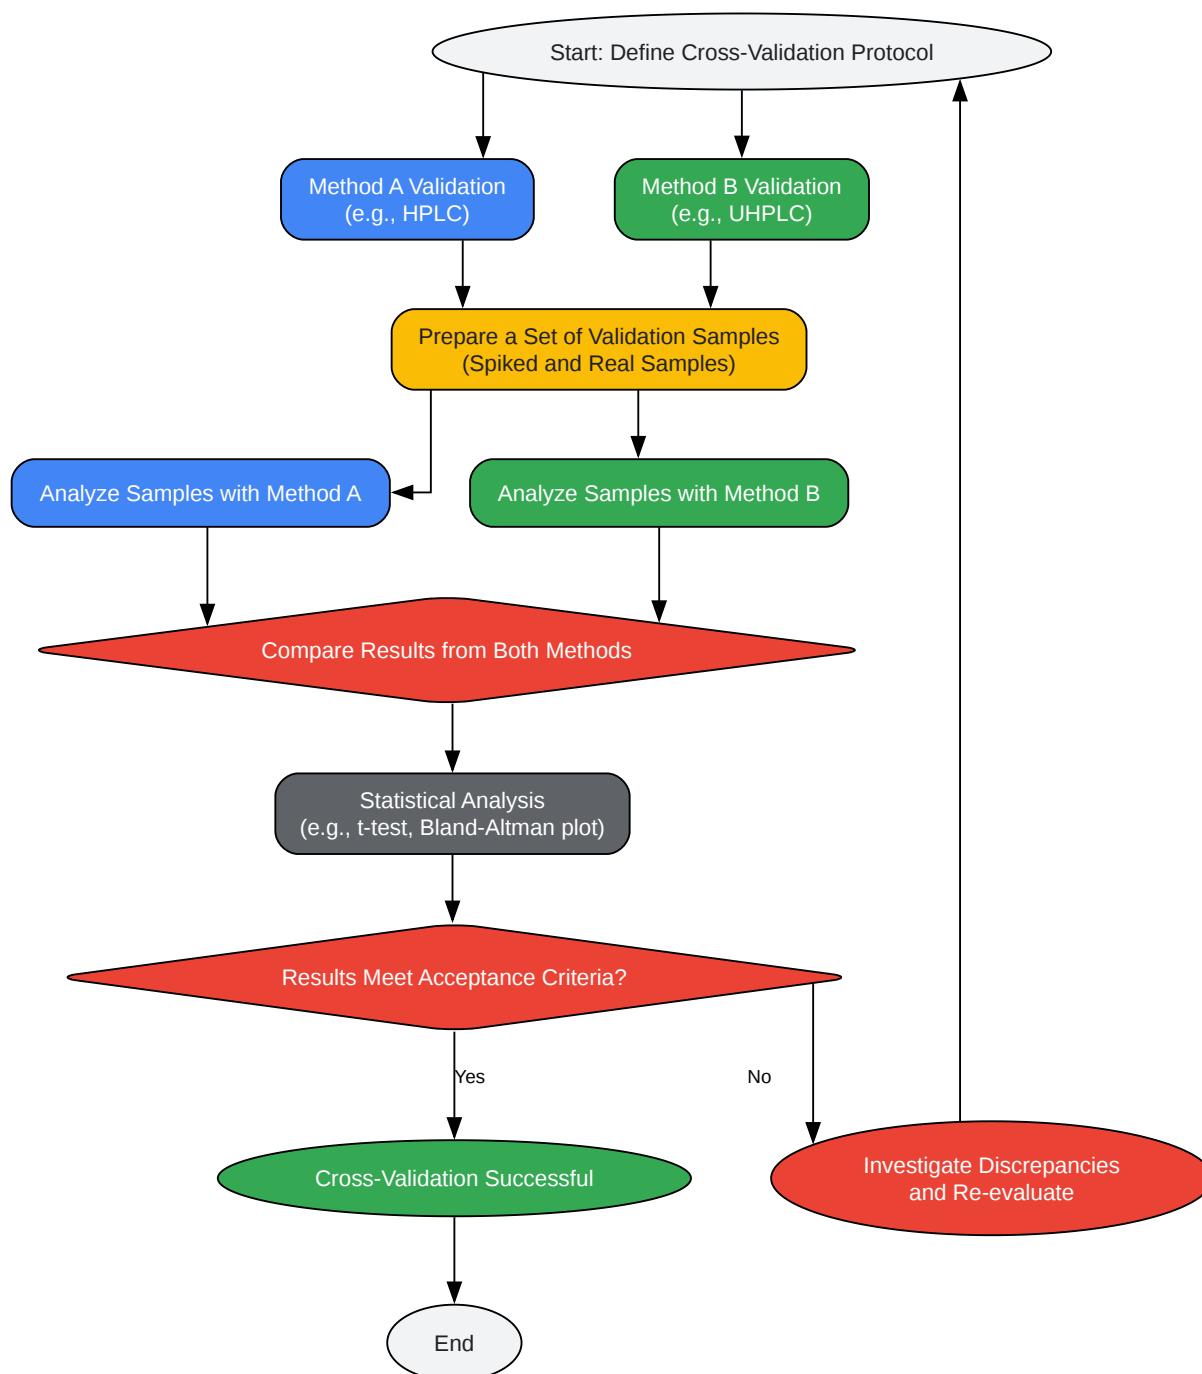 Start: Define Cross-Validation Protocol
Method A Validation
(e.g., HPLC)
Method B Validation
(e.g., UHPLC)
Prepare a Set of Validation Samples
(Spiked and Real Samples)
Analyze Samples with Method A
Analyze Samples with Method B
Compare Results from Both Methods
Statistical Analysis
(e.g., t-test, Bland-Altman plot)
Results Meet Acceptance Criteria?
Yes
No
Cross-Validation Successful
Investigate Discrepancies
and Re-evaluate
End